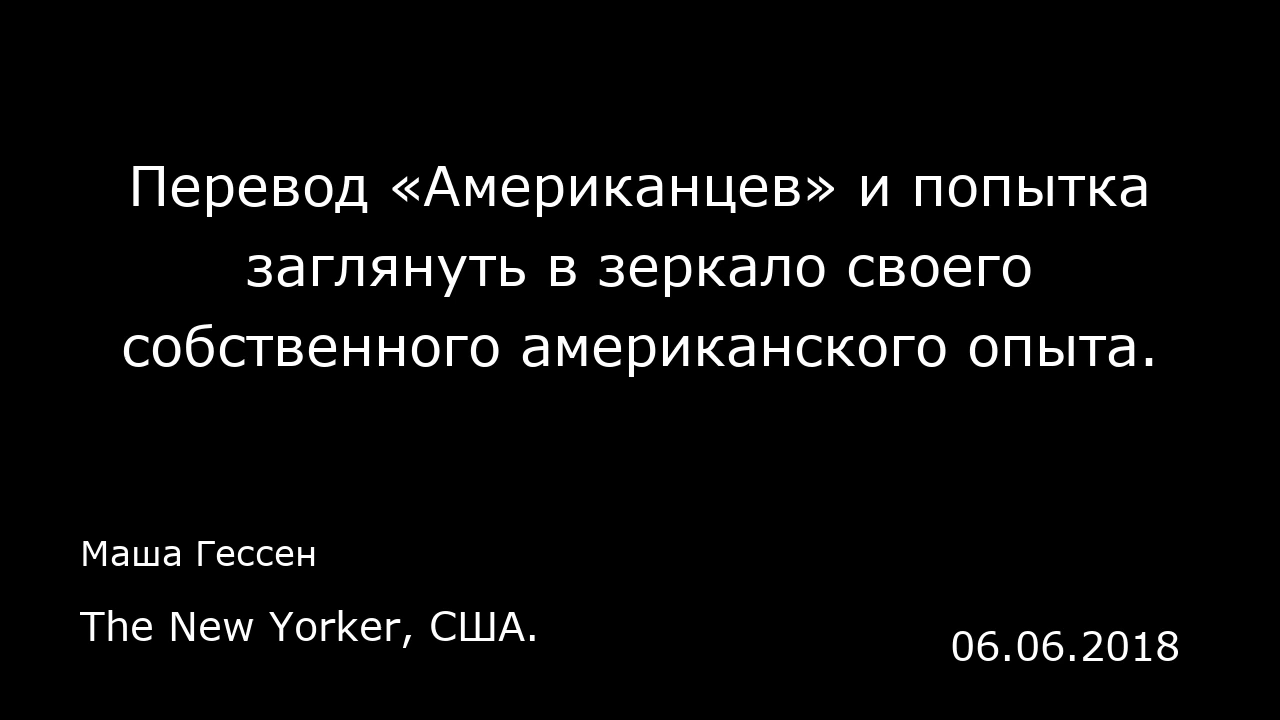 Перевод «Американцев» и попытка
заглянуть в зеркало своего
собственного американского опыта.
Маша Гессен
The New Yorker, США.
06.06.2018